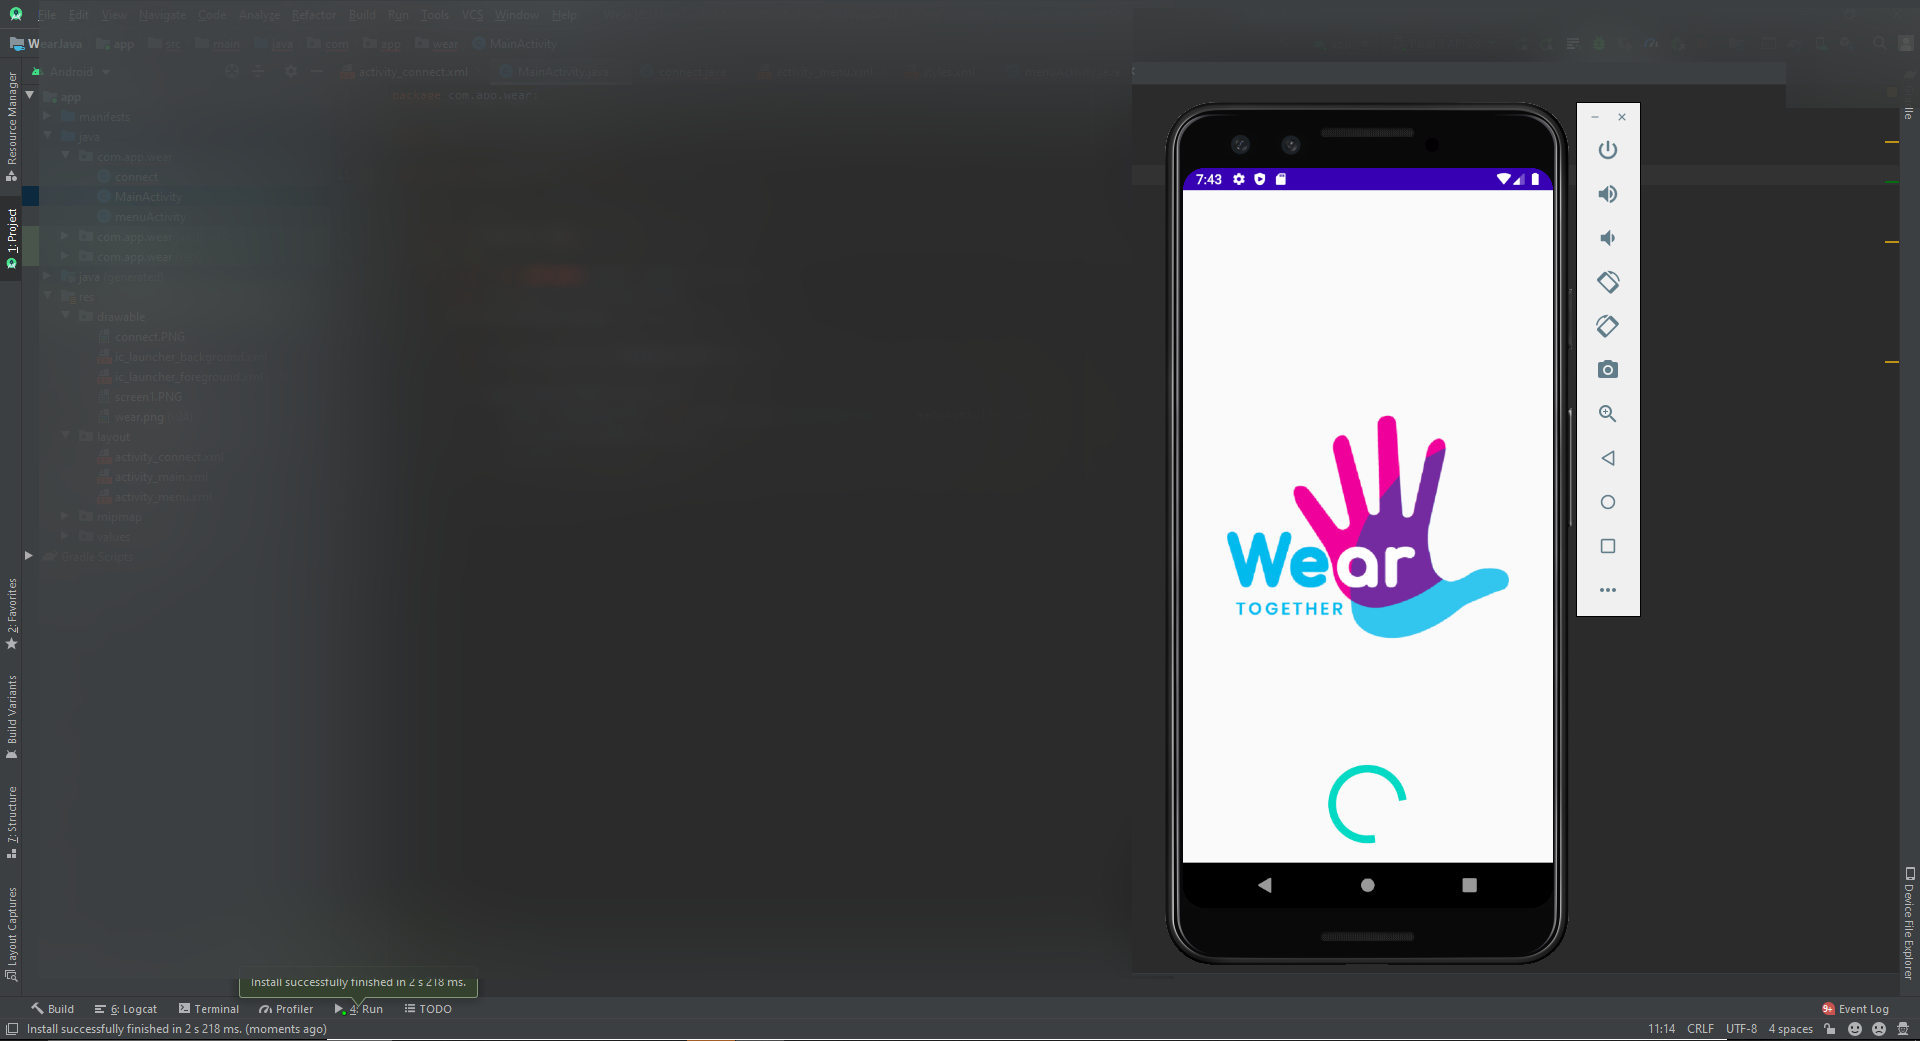 File Edit View Navigate Code Analyze Refactor Build Run Tools VCS Window Help
WearJava app src main java com app wear MainActivity
Android
activity_connect.xml MainActivity.java connect.java activity_menu.xml
app
package com.app.wear;
manifests
java
com.app.wear
connect
MainActivity
menuActivity
com.app.wear
com.app.wear
java (generated)
res
drawable
connect.PNG
ic_launcher_background.xml
ic_launcher_foreground.xml
screen1.PNG
wear.png
layout
activity_connect.xml
activity_main.xml
activity_menu.xml
mipmap
values
Gradle Scripts
Resource Manager
1: Project
2: Favorites
Build Variants
7: Structure
Layout Captures
7:43
Wear
TOGETHER
Device File Explorer
Install successfully finished in 2 s 218 ms.
Build 6: Logcat Terminal Profiler 4: Run TODO
9+ Event Log
Install successfully finished in 2 s 218 ms. (moments ago)
11:14 CRLF UTF-8 4 spaces